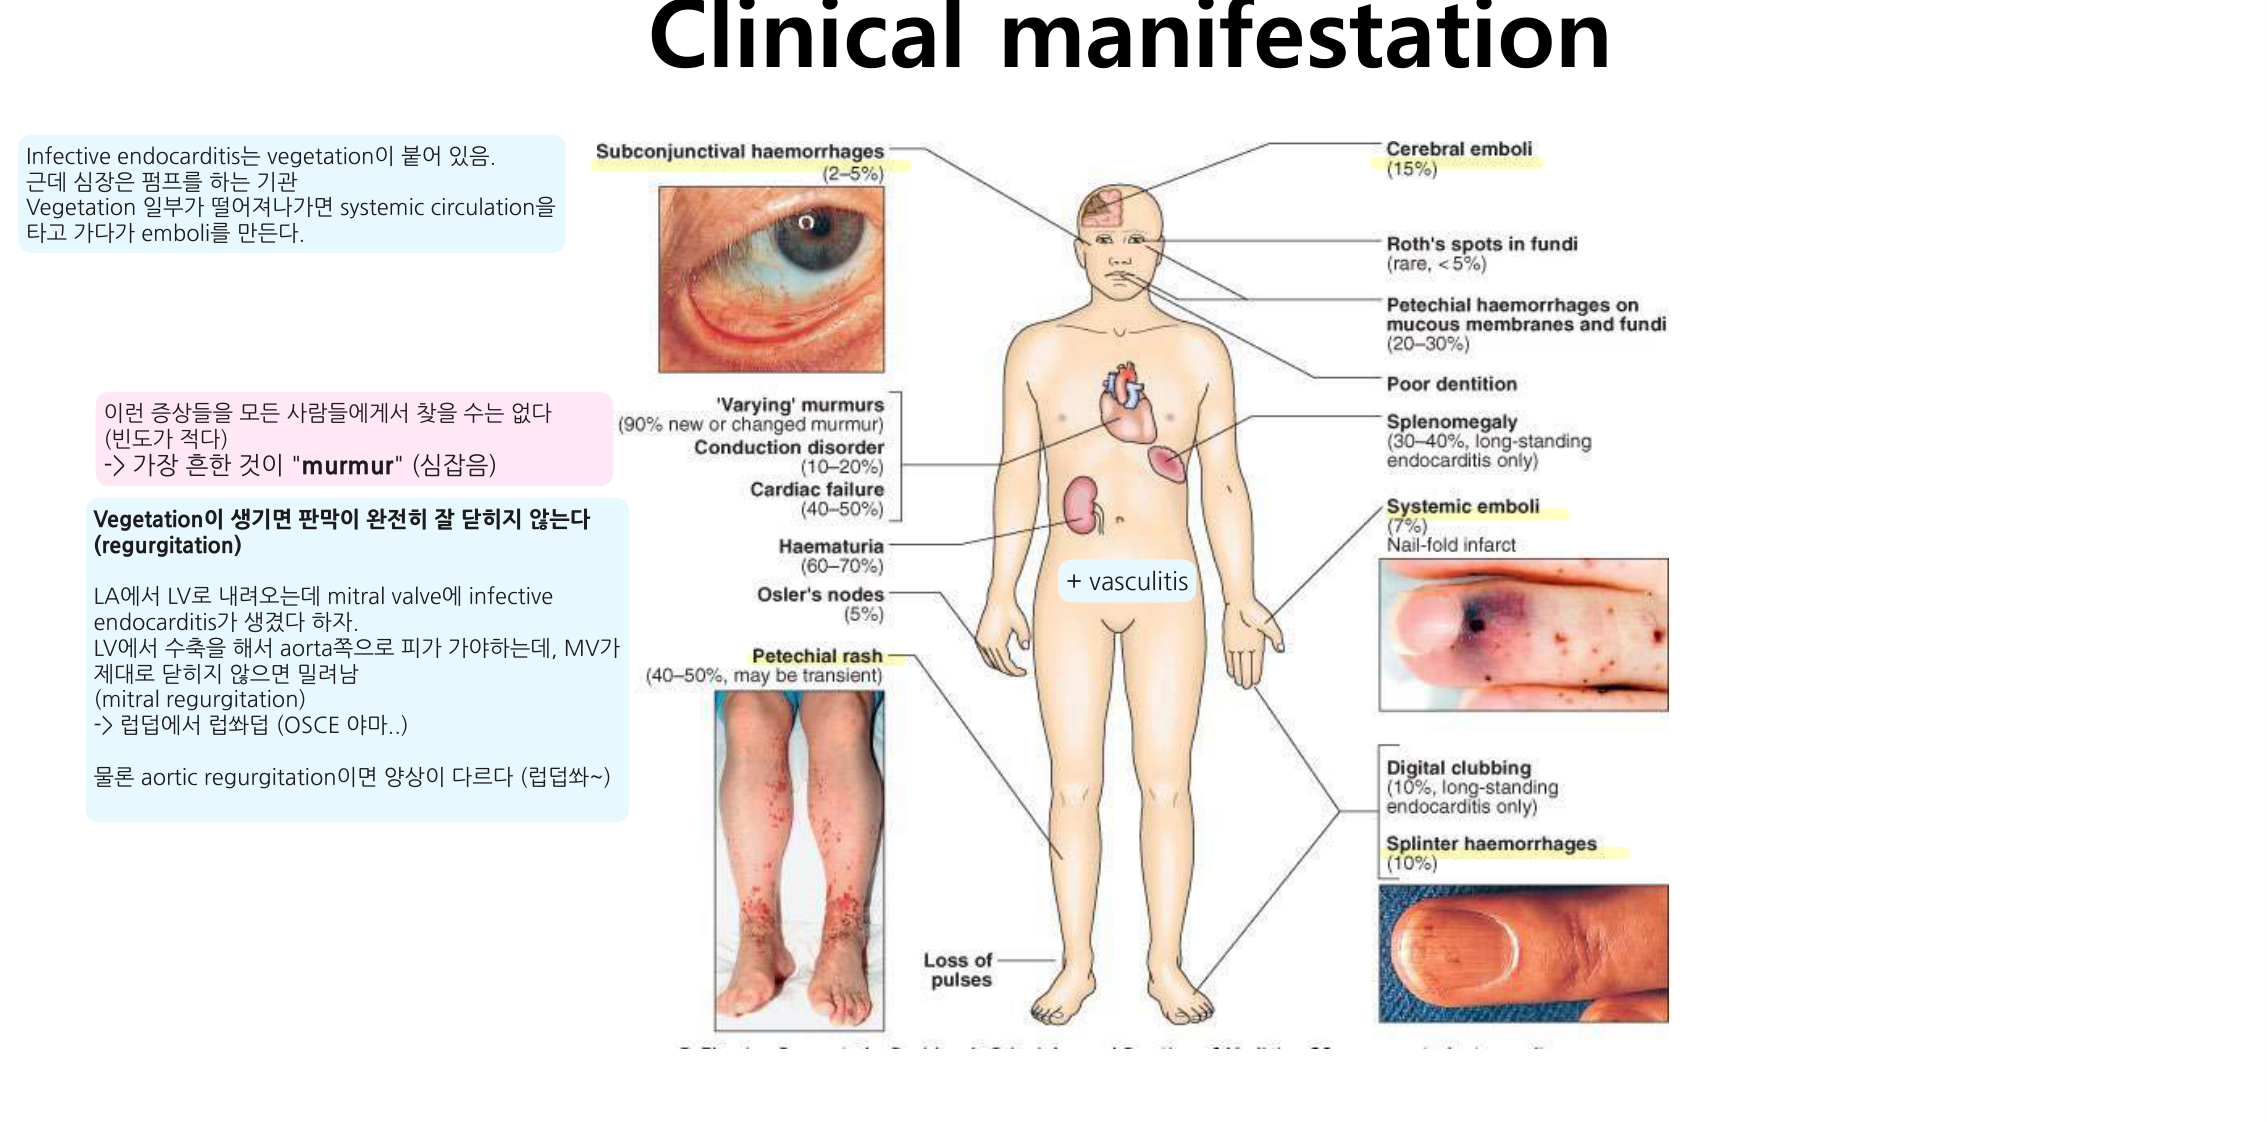 Clinical manifestation
Infective endocarditis는 vegetation이 붙어 있음.
근데 심장은 펌프를 하는 기관
Vegetation 일부가 떨어져나가면 systemic circulation을
타고 가다가 emboli를 만든다.
이런 증상들을 모든 사람들에게서 찾을 수는 없다
(빈도가 적다)
-> 가장 흔한 것이 "murmur" (심잡음)
Vegetation이 생기면 판막이 완전히 잘 닫히지 않는다
(regurgitation)
LA에서 LV로 내려오는데 mitral valve에 infective
endocarditis가 생겼다 하자.
LV에서 수축을 해서 aorta쪽으로 피가 가야하는데, MV가
제대로 닫히지 않으면 밀려남
(mitral regurgitation)
-> 럽덥에서 럽쏴덥 (OSCE 야마..)
물론 aortic regurgitation이면 양상이 다르다 (럽덥쏴~)
Subconjunctival haemorrhages
(2–5%)
'Varying' murmurs
(90% new or changed murmur)
Conduction disorder
(10–20%)
Cardiac failure
(40–50%)
Haematuria
(60–70%)
Osler's nodes
(5%)
Petechial rash
(40–50%, may be transient)
Loss of
pulses
+ vasculitis
Cerebral emboli
(15%)
Roth's spots in fundi
(rare, <5%)
Petechial haemorrhages on
mucous membranes and fundi
(20–30%)
Poor dentition
Splenomegaly
(30–40%, long-standing
endocarditis only)
Systemic emboli
(7%)
Nail-fold infarct
Digital clubbing
(10%, long-standing
endocarditis only)
Splinter haemorrhages
(10%)